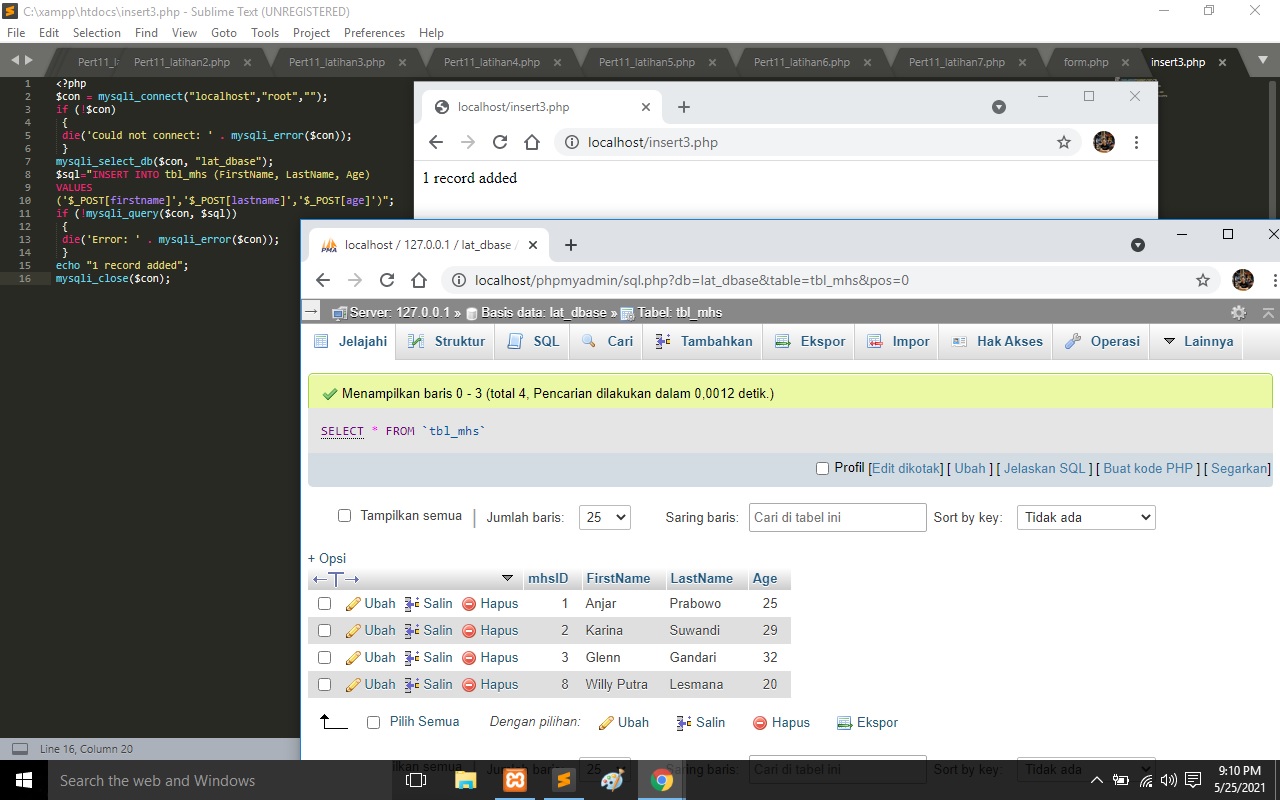 C:\xampp\htdocs\insert3.php - Sublime Text (UNREGISTERED)
File Edit Selection Find View Goto Tools Project Preferences Help
Pert11_l Pert11_latihan2.php Pert11_latihan3.php Pert11_latihan4.php Pert11_latihan5.php Pert11_latihan6.php Pert11_latihan7.php form.php insert3.php
1 <?php
2 $con = mysqli_connect("localhost","root","");
3 if (!$con)
4 {
5 die('Could not connect: ' . mysqli_error($con));
6 }
7 mysqli_select_db($con, "lat_dbase");
8 $sql="INSERT INTO tbl_mhs (FirstName, LastName, Age)
9 VALUES
10 ('$_POST[firstname]','$_POST[lastname]','$_POST[age]')";
11 if (!mysqli_query($con, $sql))
12 {
13 die('Error: ' . mysqli_error($con));
14 }
15 echo "1 record added";
16 mysqli_close($con);
localhost/insert3.php
localhost/insert3.php
1 record added
PMA localhost / 127.0.0.1 / lat_dbase /
localhost/phpmyadmin/sql.php?db=lat_dbase&table=tbl_mhs&pos=0
Server: 127.0.0.1 » Basis data: lat_dbase » Tabel: tbl_mhs
Jelajahi Struktur SQL Cari Tambahkan Ekspor Impor Hak Akses Operasi Lainnya
Menampilkan baris 0 - 3 (total 4, Pencarian dilakukan dalam 0,0012 detik.)
SELECT * FROM `tbl_mhs`
Profil [Edit dikotak] [ Ubah ] [ Jelaskan SQL ] [ Buat kode PHP ] [ Segarkan]
Tampilkan semua Jumlah baris: 25 Saring baris: Cari di tabel ini Sort by key: Tidak ada
+ Opsi
←T→ mhsID FirstName LastName Age
Ubah Salin Hapus 1 Anjar Prabowo 25
Ubah Salin Hapus 2 Karina Suwandi 29
Ubah Salin Hapus 3 Glenn Gandari 32
Ubah Salin Hapus 8 Willy Putra Lesmana 20
Pilih Semua Dengan pilihan: Ubah Salin Hapus Ekspor
Line 16, Column 20
semua Jumlah baris: 25 Saring baris: Cari di tabel ini Sort by key: Tidak ada
Search the web and Windows
9:10 PM
5/25/2021